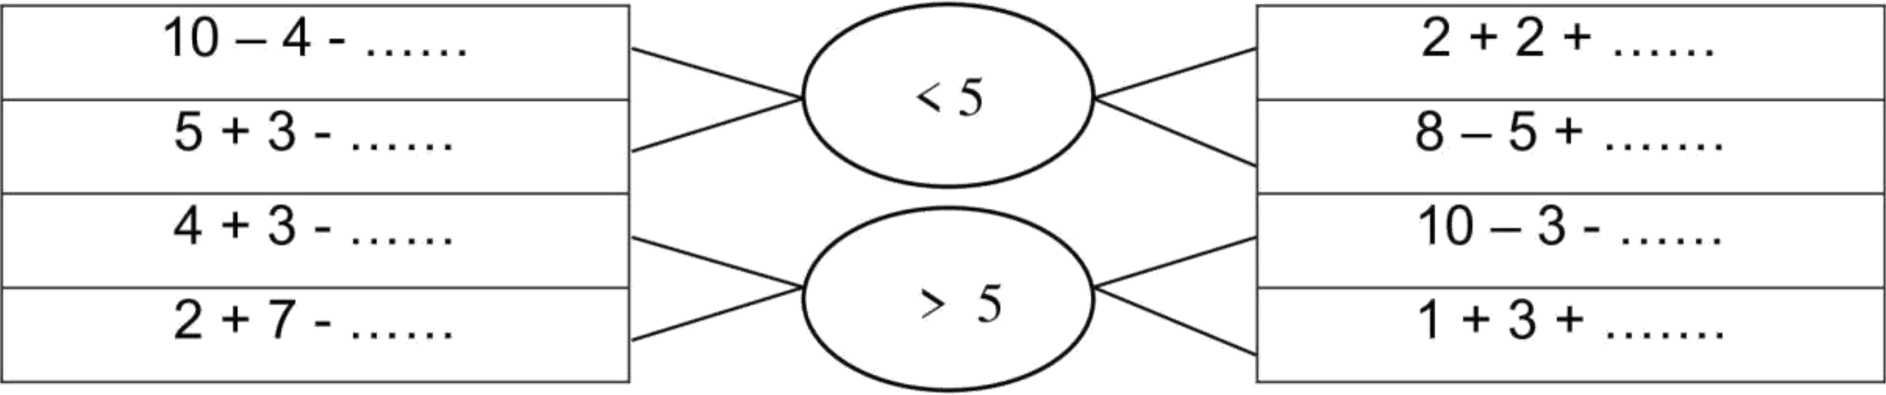 10 – 4 - ……
5 + 3 - ……
4 + 3 - ……
2 + 7 - ……
< 5
> 5
2 + 2 + ……
8 – 5 + …….
10 – 3 - ……
1 + 3 + …….